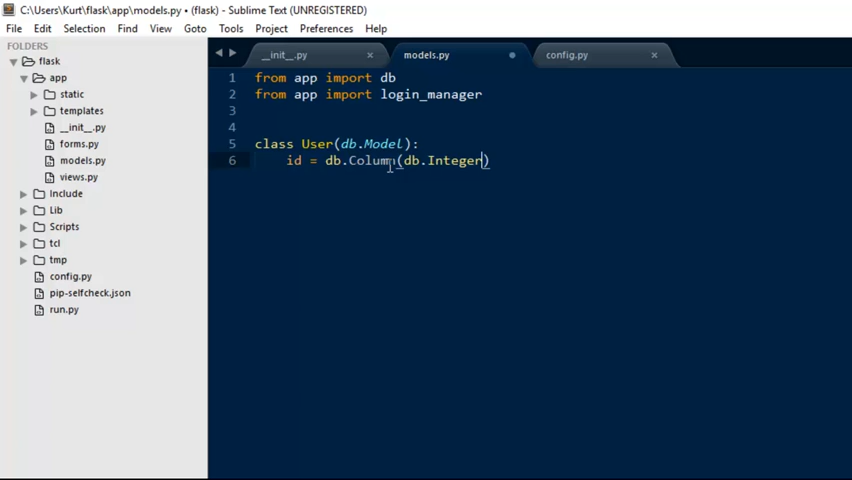 C:\Users\Kurt\flask\app\models.py • (flask) - Sublime Text (UNREGISTERED)
File Edit Selection Find View Goto Tools Project Preferences Help
FOLDERS
flask
app
static
templates
__init__.py
forms.py
models.py
views.py
Include
Lib
Scripts
tcl
tmp
config.py
pip-selfcheck.json
run.py
__init__.py models.py config.py
1 from app import db
2 from app import login_manager
3
4
5 class User(db.Model):
6 id = db.Column(db.Integer)